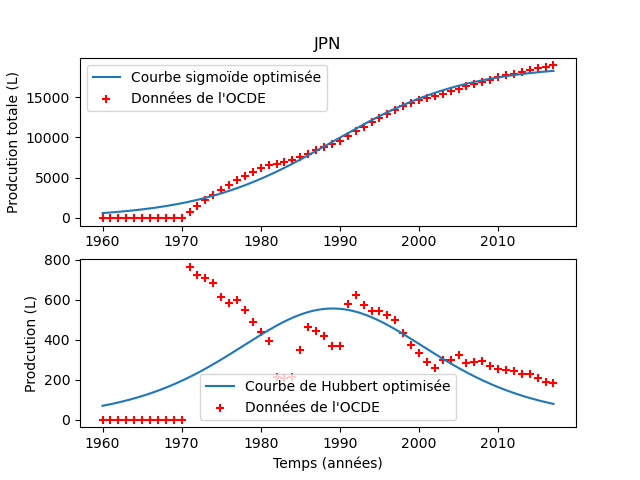 JPN
Prodcution totale (L)
15000
10000
5000
0
Courbe sigmoïde optimisée
Données de l'OCDE
1960 1970 1980 1990 2000 2010
Prodcution (L)
800
600
400
200
0
Courbe de Hubbert optimisée
Données de l'OCDE
1960 1970 1980 1990 2000 2010
Temps (années)